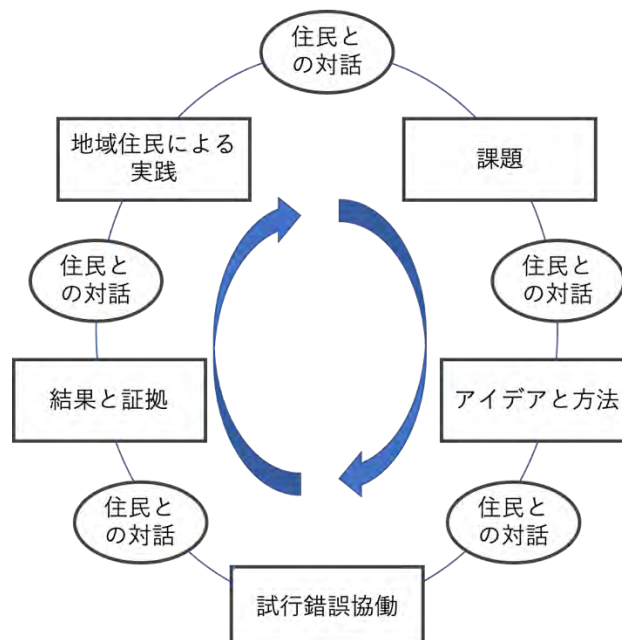 住民と
の対話
課題
住民と
の対話
アイデアと方法
住民と
の対話
試行錯誤協働
住民と
の対話
結果と証拠
住民と
の対話
地域住民による
実践